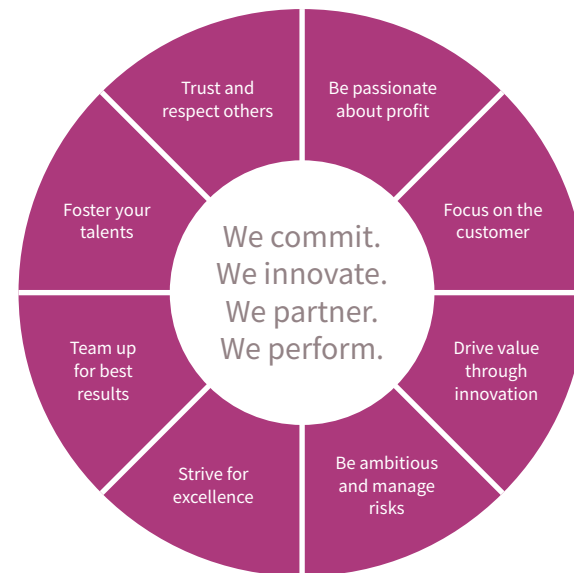 Trust and
respect others
Be passionate
about profit
Foster your
talents
Focus on the
customer
We commit.
We innovate.
We partner.
We perform.
Team up
for best
results
Drive value
through
innovation
Strive for
excellence
Be ambitious
and manage
risks